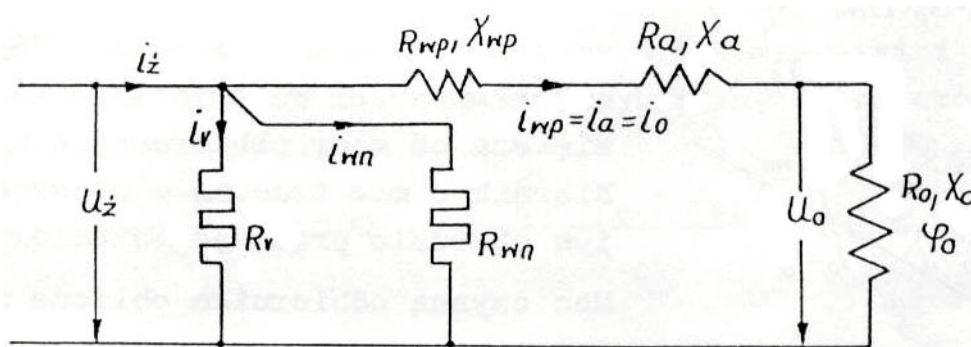 Rwp, Xwp
Ra, Xa
iż
iv
iwn
iwp = ia = io
uż
Rv
Rwn
uo
Ro, Xo
φo